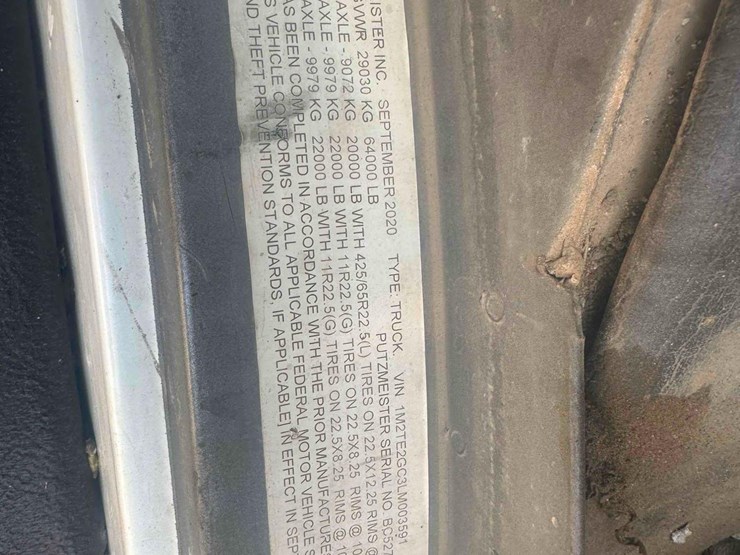 ISTER INC. SEPTEMBER 2020 TYPE: TRUCK. VIN 1M2TE2GC3LM003591
GVWR 29030 KG 64000 LB PUTZMEISTER SERIAL NO. BC527
AXLE - 9072 KG 20000 LB WITH 425/65R22.5(L) TIRES ON 22.5X12.25 RIMS @
AXLE - 9979 KG 22000 LB WITH 11R22.5(G) TIRES ON 22.5X8.25 RIMS @ 10
AXLE - 9979 KG 22000 LB WITH 11R22.5(G) TIRES ON 22.5X8.25 RIMS @ 10
AS BEEN COMPLETED IN ACCORDANCE WITH THE PRIOR MANUFACTURE
S VEHICLE CONFORMS TO ALL APPLICABLE FEDERAL MOTOR VEHICLE S
ND THEFT PREVENTION STANDARDS, IF APPLICABLE] IN EFFECT IN SEP